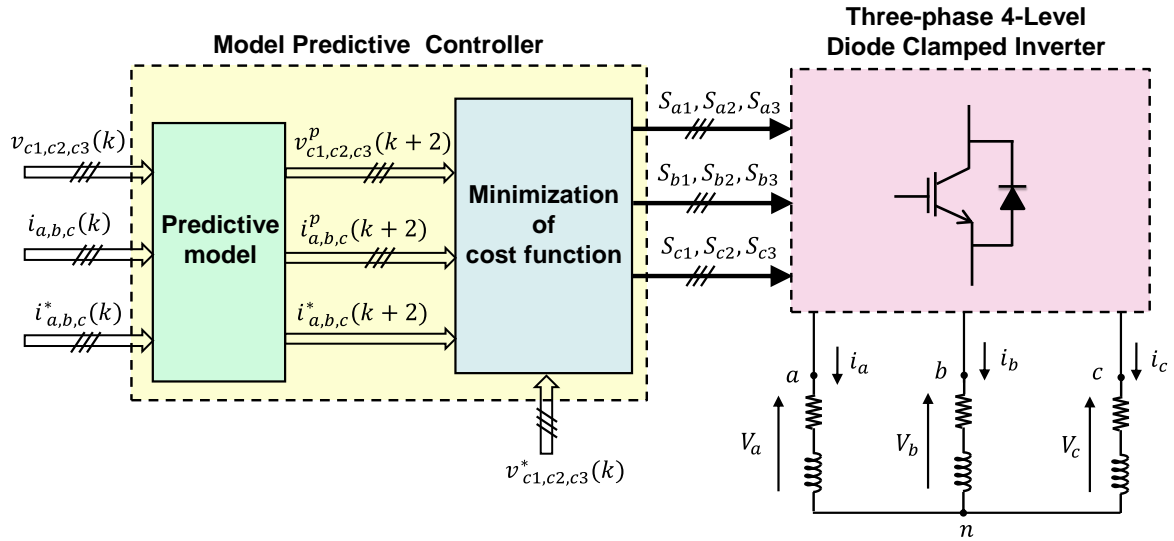 Three-phase 4-Level
Diode Clamped Inverter
Model Predictive Controller
$v_{c1,c2,c3}(k)$
$i_{a,b,c}(k)$
$i^{*}_{a,b,c}(k)$
Predictive
model
$v^{p}_{c1,c2,c3}(k+2)$
$i^{p}_{a,b,c}(k+2)$
$i^{*}_{a,b,c}(k+2)$
Minimization
of
cost function
$v^{*}_{c1,c2,c3}(k)$
$S_{a1}, S_{a2}, S_{a3}$
$S_{b1}, S_{b2}, S_{b3}$
$S_{c1}, S_{c2}, S_{c3}$
$a$ $i_a$ $b$ $i_b$ $c$ $i_c$
$V_a$ $V_b$ $V_c$
$n$